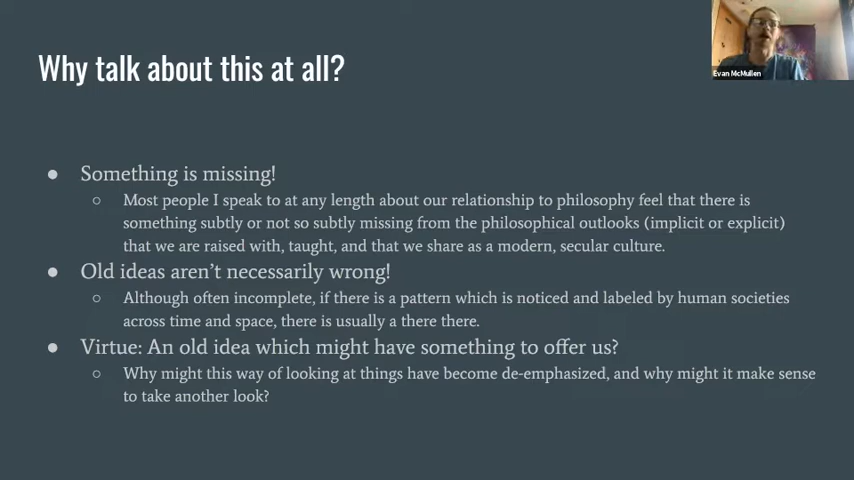 Why talk about this at all?
Evan McMullen
● Something is missing!
○ Most people I speak to at any length about our relationship to philosophy feel that there is
something subtly or not so subtly missing from the philosophical outlooks (implicit or explicit)
that we are raised with, taught, and that we share as a modern, secular culture.
● Old ideas aren't necessarily wrong!
○ Although often incomplete, if there is a pattern which is noticed and labeled by human societies
across time and space, there is usually a there there.
● Virtue: An old idea which might have something to offer us?
○ Why might this way of looking at things have become de-emphasized, and why might it make sense
to take another look?